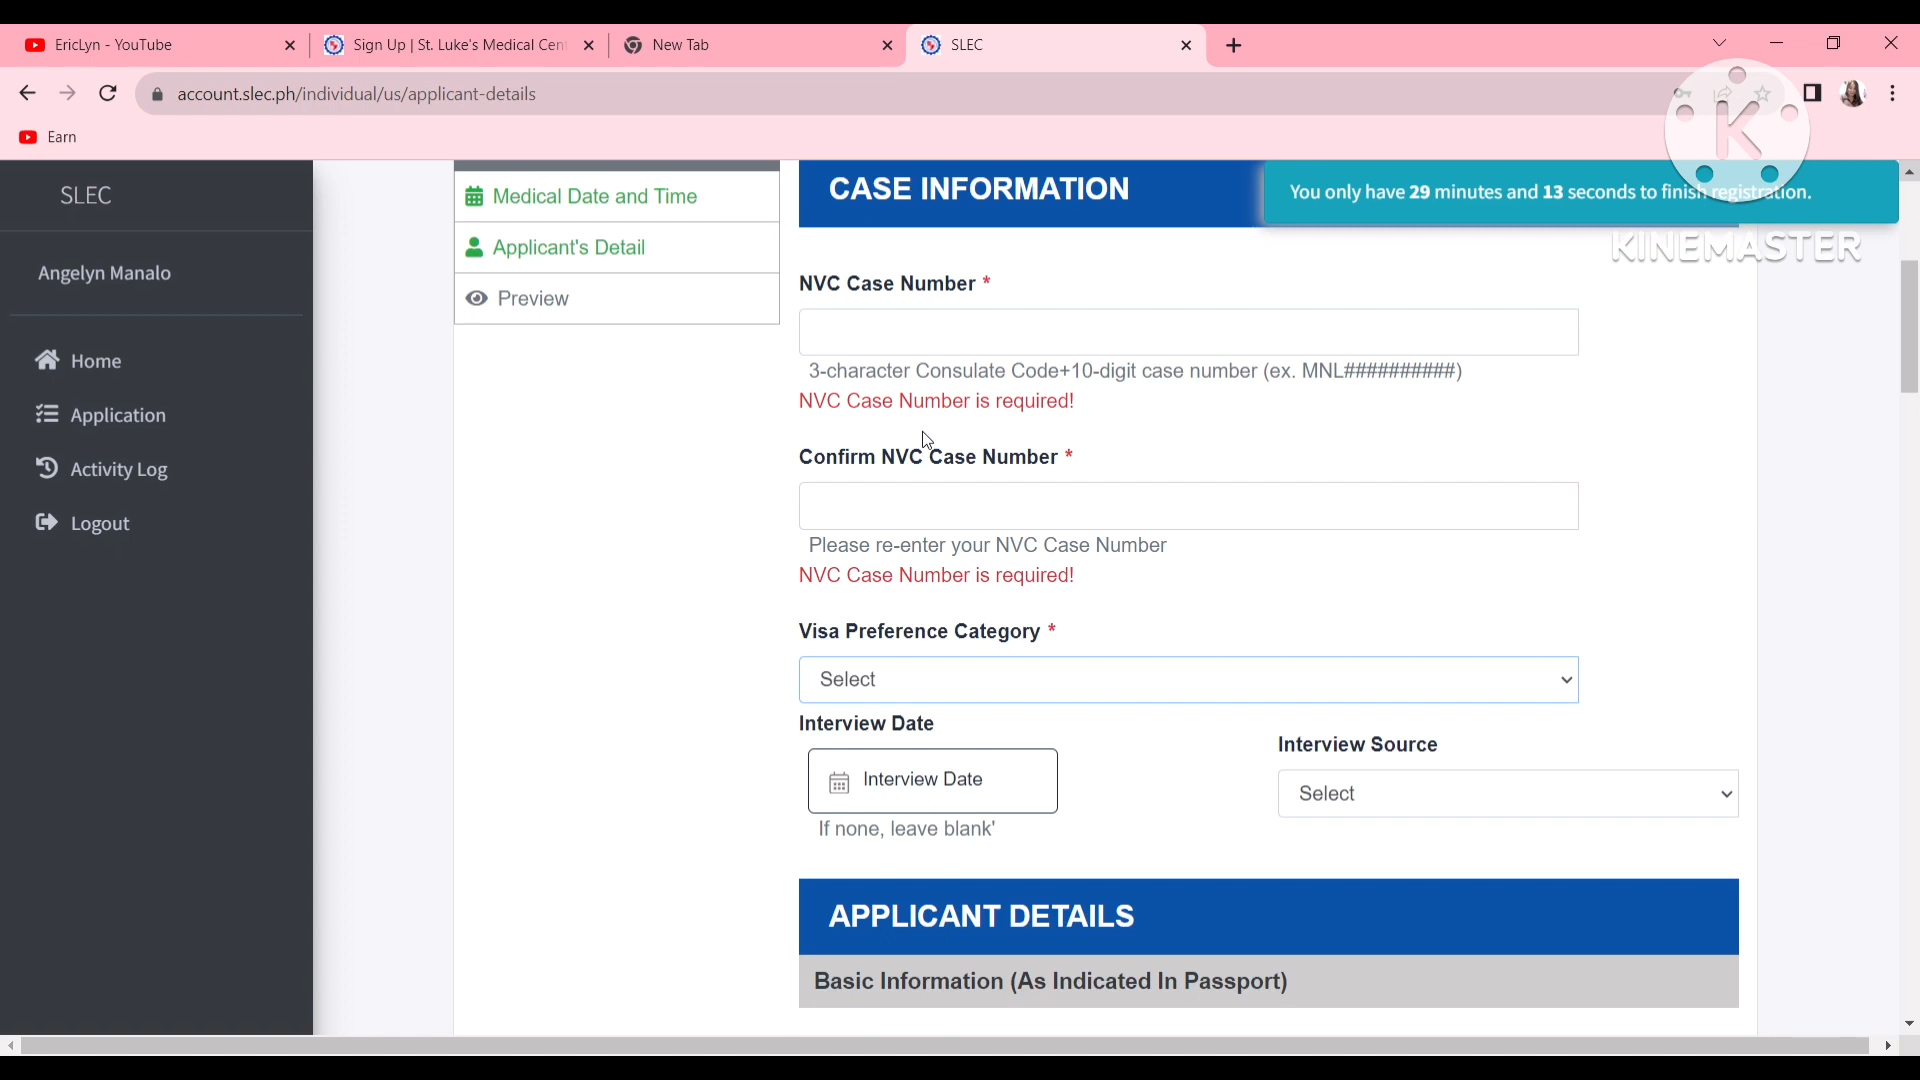 EricLyn - YouTube
Sign Up | St. Luke's Medical Cen
New Tab
SLEC
account.slec.ph/individual/us/applicant-details
Earn
SLEC
Angelyn Manalo
Home
Application
Activity Log
Logout
Medical Date and Time
Applicant's Detail
Preview
CASE INFORMATION
You only have 29 minutes and 13 seconds to finish registration.
K
KINEMASTER
NVC Case Number *
3-character Consulate Code+10-digit case number (ex. MNL##########)
NVC Case Number is required!
Confirm NVC Case Number *
Please re-enter your NVC Case Number
NVC Case Number is required!
Visa Preference Category *
Select
Interview Date
Interview Source
Interview Date
Select
If none, leave blank'
APPLICANT DETAILS
Basic Information (As Indicated In Passport)